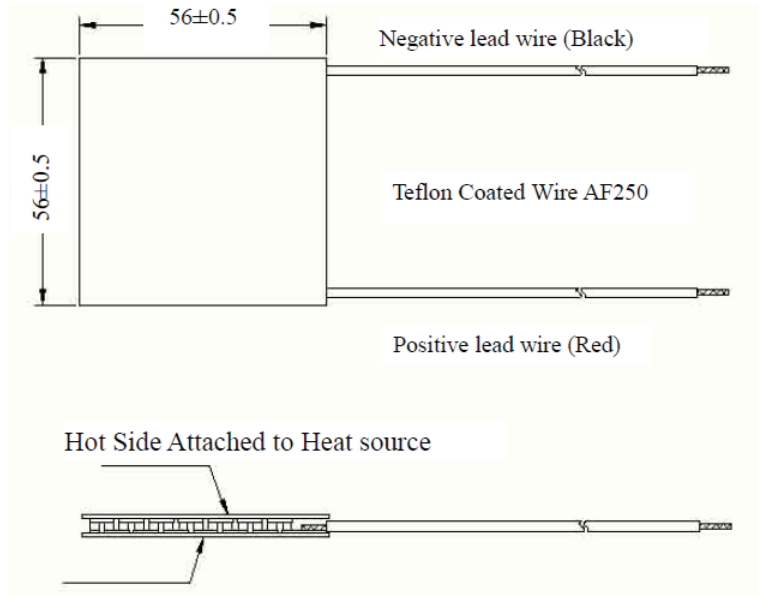 56±0.5
Negative lead wire (Black)
56±0.5
Teflon Coated Wire AF250
Positive lead wire (Red)
Hot Side Attached to Heat source